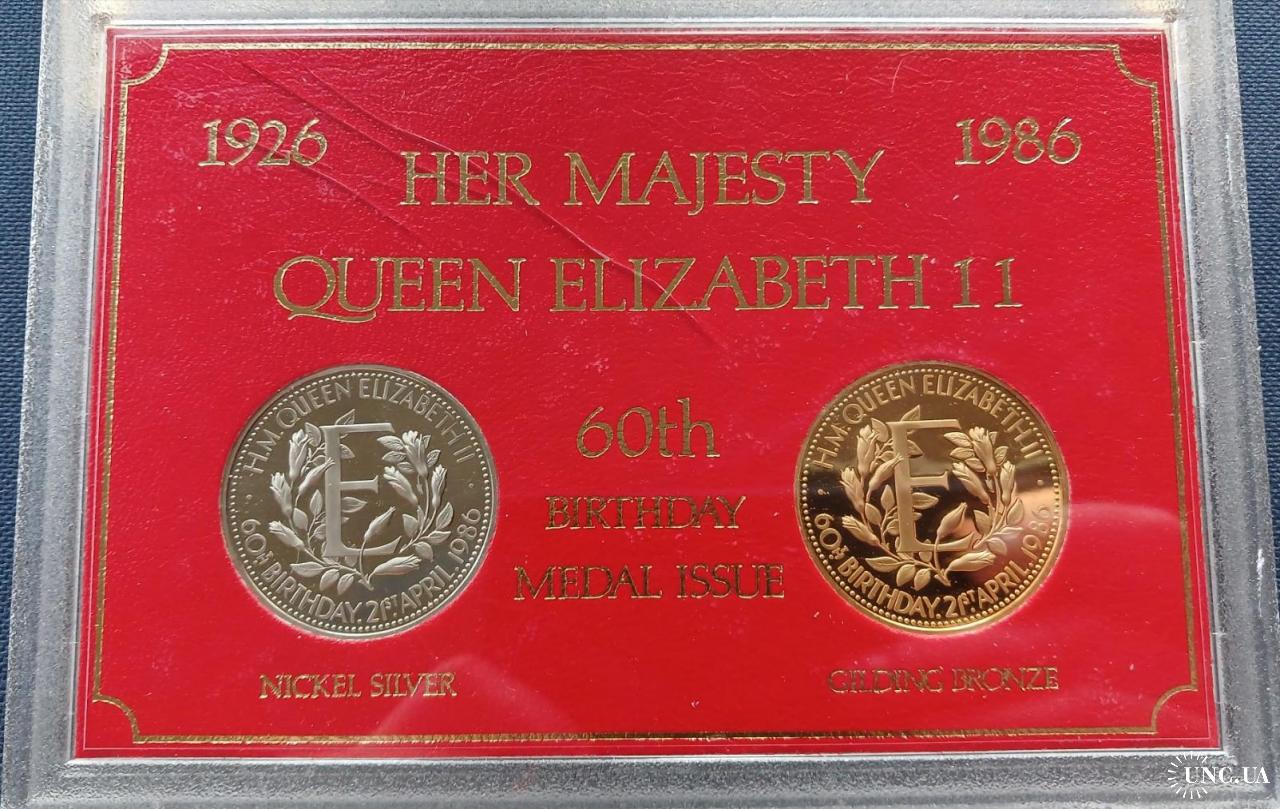 1926 1986
HER MAJESTY
QUEEN ELIZABETH 11
H.M. QUEEN ELIZABETH II
60th BIRTHDAY. 21ST APRIL 1986
60th
BIRTHDAY
MEDAL ISSUE
H.M. QUEEN ELIZABETH II
60th BIRTHDAY. 21ST APRIL 1986
NICKEL SILVER
GILDING BRONZE
UNC.UA